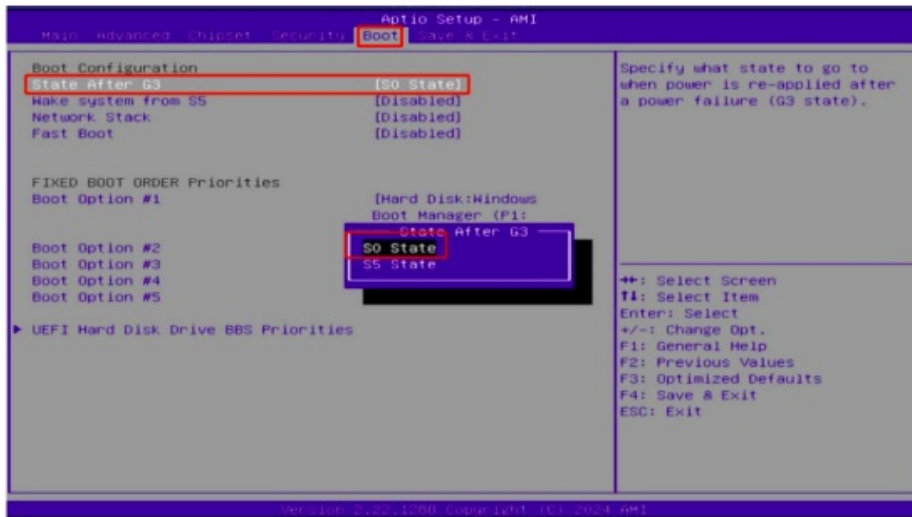 Aptio Setup - AMI
Main Advanced Chipset Security Boot Save & Exit
Boot Configuration
State After G3 [S0 State]
Wake system from S5 [Disabled]
Network Stack [Disabled]
Fast Boot [Disabled]
FIXED BOOT ORDER Priorities
Boot Option #1 [Hard Disk:Windows
Boot Manager (P1:
State After G3
S0 State
S5 State
Boot Option #2
Boot Option #3
Boot Option #4
Boot Option #5
▶ UEFI Hard Disk Drive BBS Priorities
Specify what state to go to
when power is re-applied after
a power failure (G3 state).
→←: Select Screen
↑↓: Select Item
Enter: Select
+/-: Change Opt.
F1: General Help
F2: Previous Values
F3: Optimized Defaults
F4: Save & Exit
ESC: Exit
Version 2.22.1288 Copyright (C) 2024 AMI